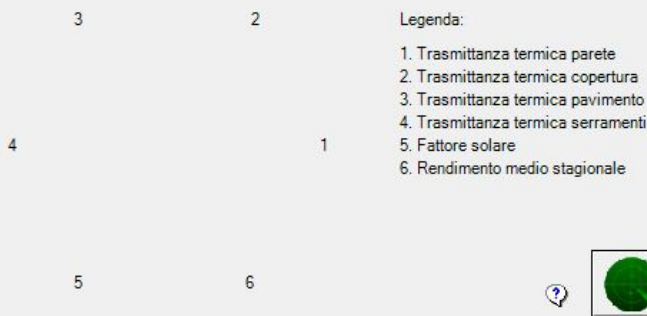 3
2
Legenda:
1. Trasmittanza termica parete
2. Trasmittanza termica copertura
3. Trasmittanza termica pavimento
4
1
4. Trasmittanza termica serramenti
5. Fattore solare
6. Rendimento medio stagionale
5
6
?